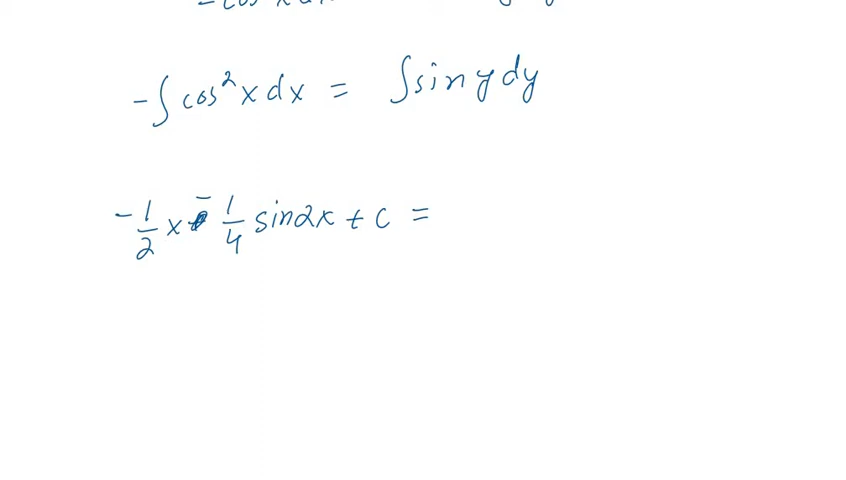 -∫cos²x dx = ∫sin y dy
-1/2 x - 1/4 sin2x + c =